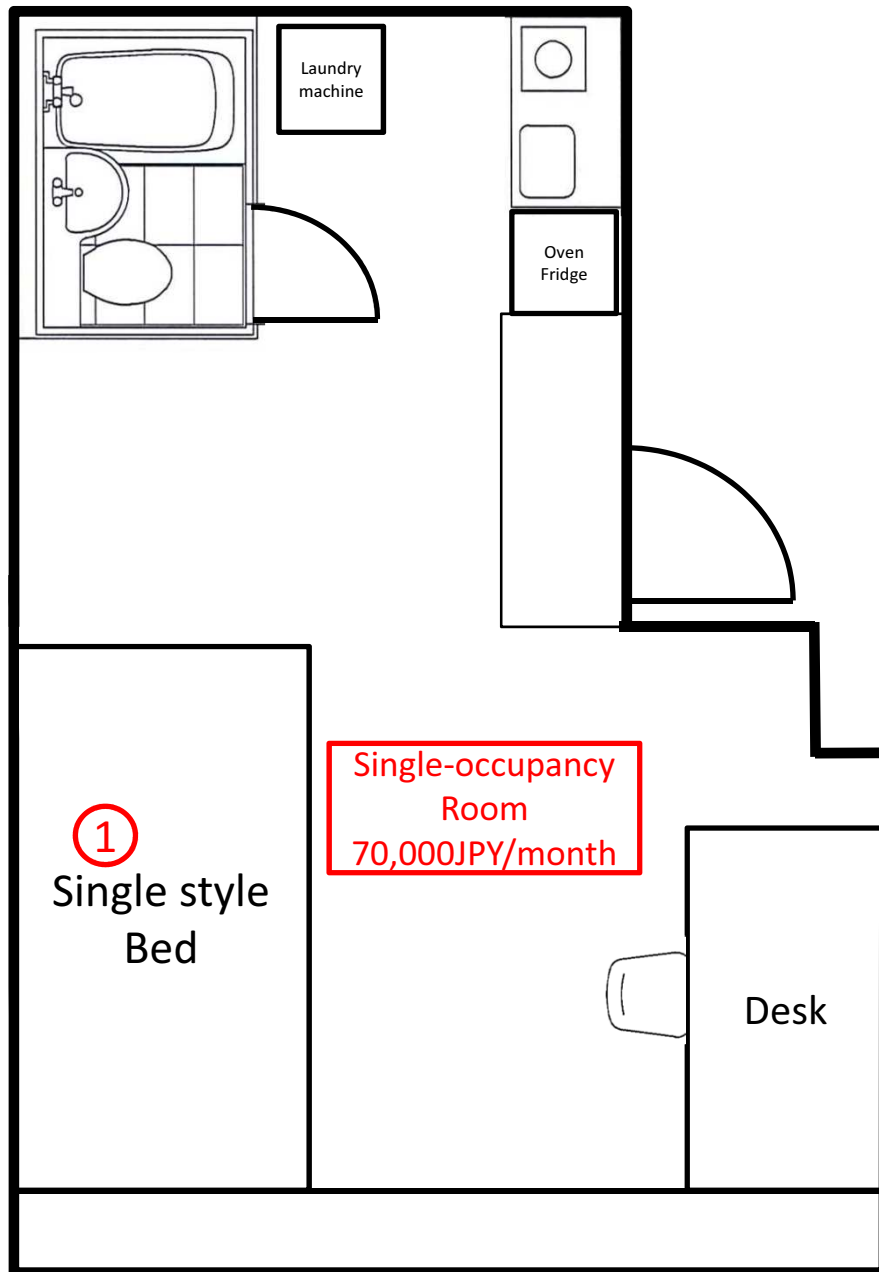 Laundry
machine
Oven
Fridge
Single-occupancy
Room
70,000JPY/month
1
Single style
Bed
Desk